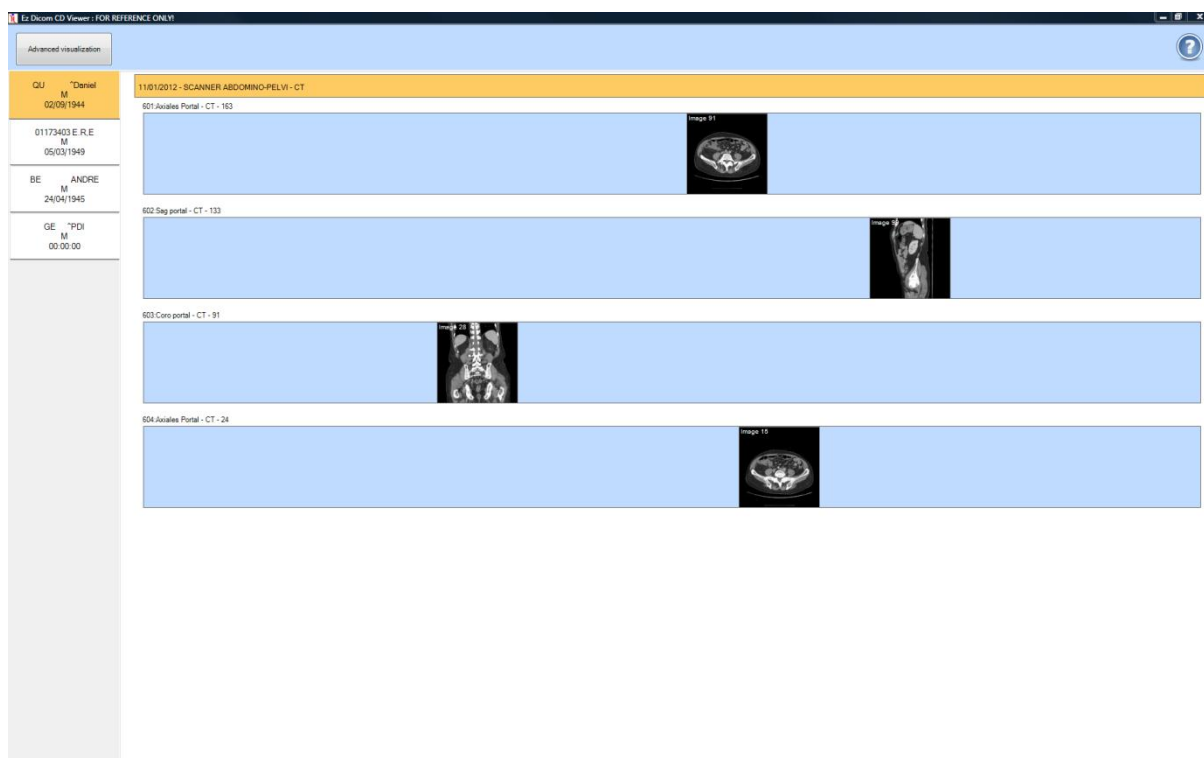 Ez Dicom CD Viewer : FOR REFERENCE ONLY!
Advanced visualization
?
QU ^Daniel
M
02/09/1944
01173403 E.R,E
M
05/03/1949
BE ANDRE
M
24/04/1945
GE ^PDI
M
00:00:00
11/01/2012 - SCANNER ABDOMINO-PELVI - CT
601:Axiales Portal - CT - 163
Image 91
602:Sag portal - CT - 133
Image
603:Coro portal - CT - 91
Image 28
604:Axiales Portal - CT - 24
Image 15